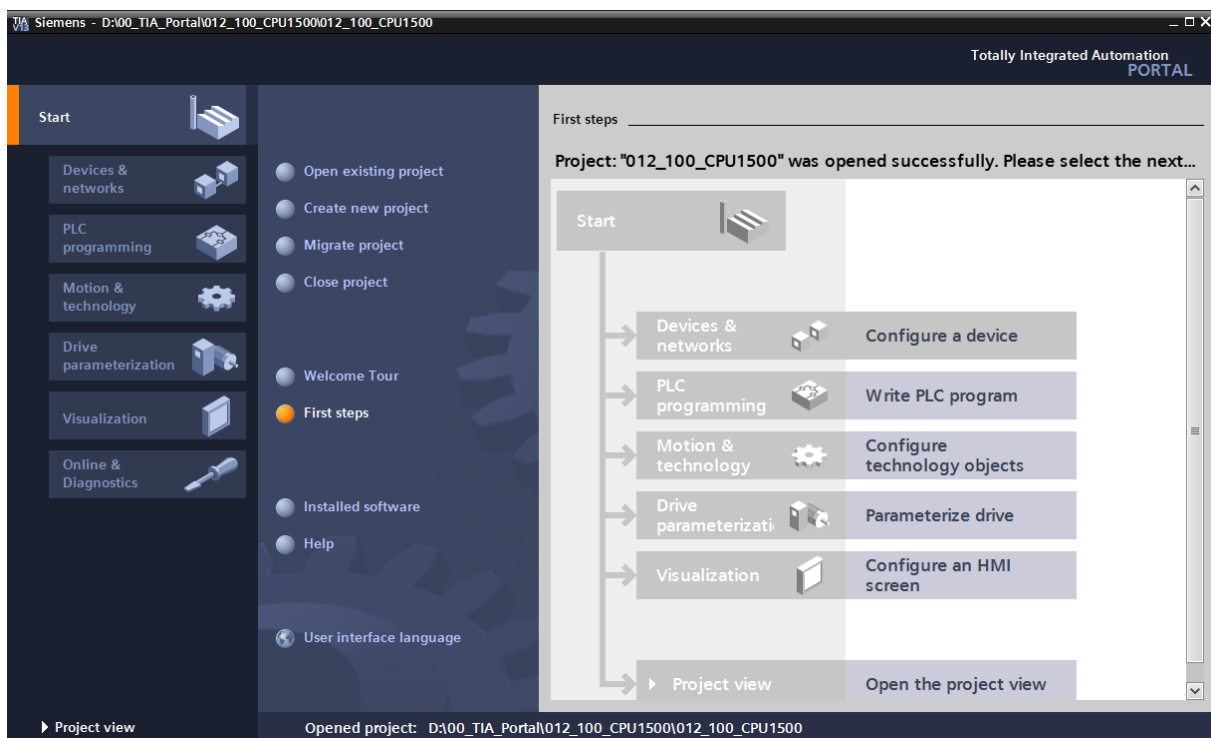 TIA V13 Siemens - D:\00_TIA_Portal\012_100_CPU1500\012_100_CPU1500
Totally Integrated Automation
PORTAL
Start
Devices &
networks
PLC
programming
Motion &
technology
Drive
parameterization
Visualization
Online &
Diagnostics
Open existing project
Create new project
Migrate project
Close project
Welcome Tour
First steps
Installed software
Help
User interface language
First steps
Project: "012_100_CPU1500" was opened successfully. Please select the next...
Start
Devices &
networks
Configure a device
PLC
programming
Write PLC program
Motion &
technology
Configure
technology objects
Drive
parameterizati
Parameterize drive
Visualization
Configure an HMI
screen
Project view
Open the project view
Project view
Opened project: D:\00_TIA_Portal\012_100_CPU1500\012_100_CPU1500